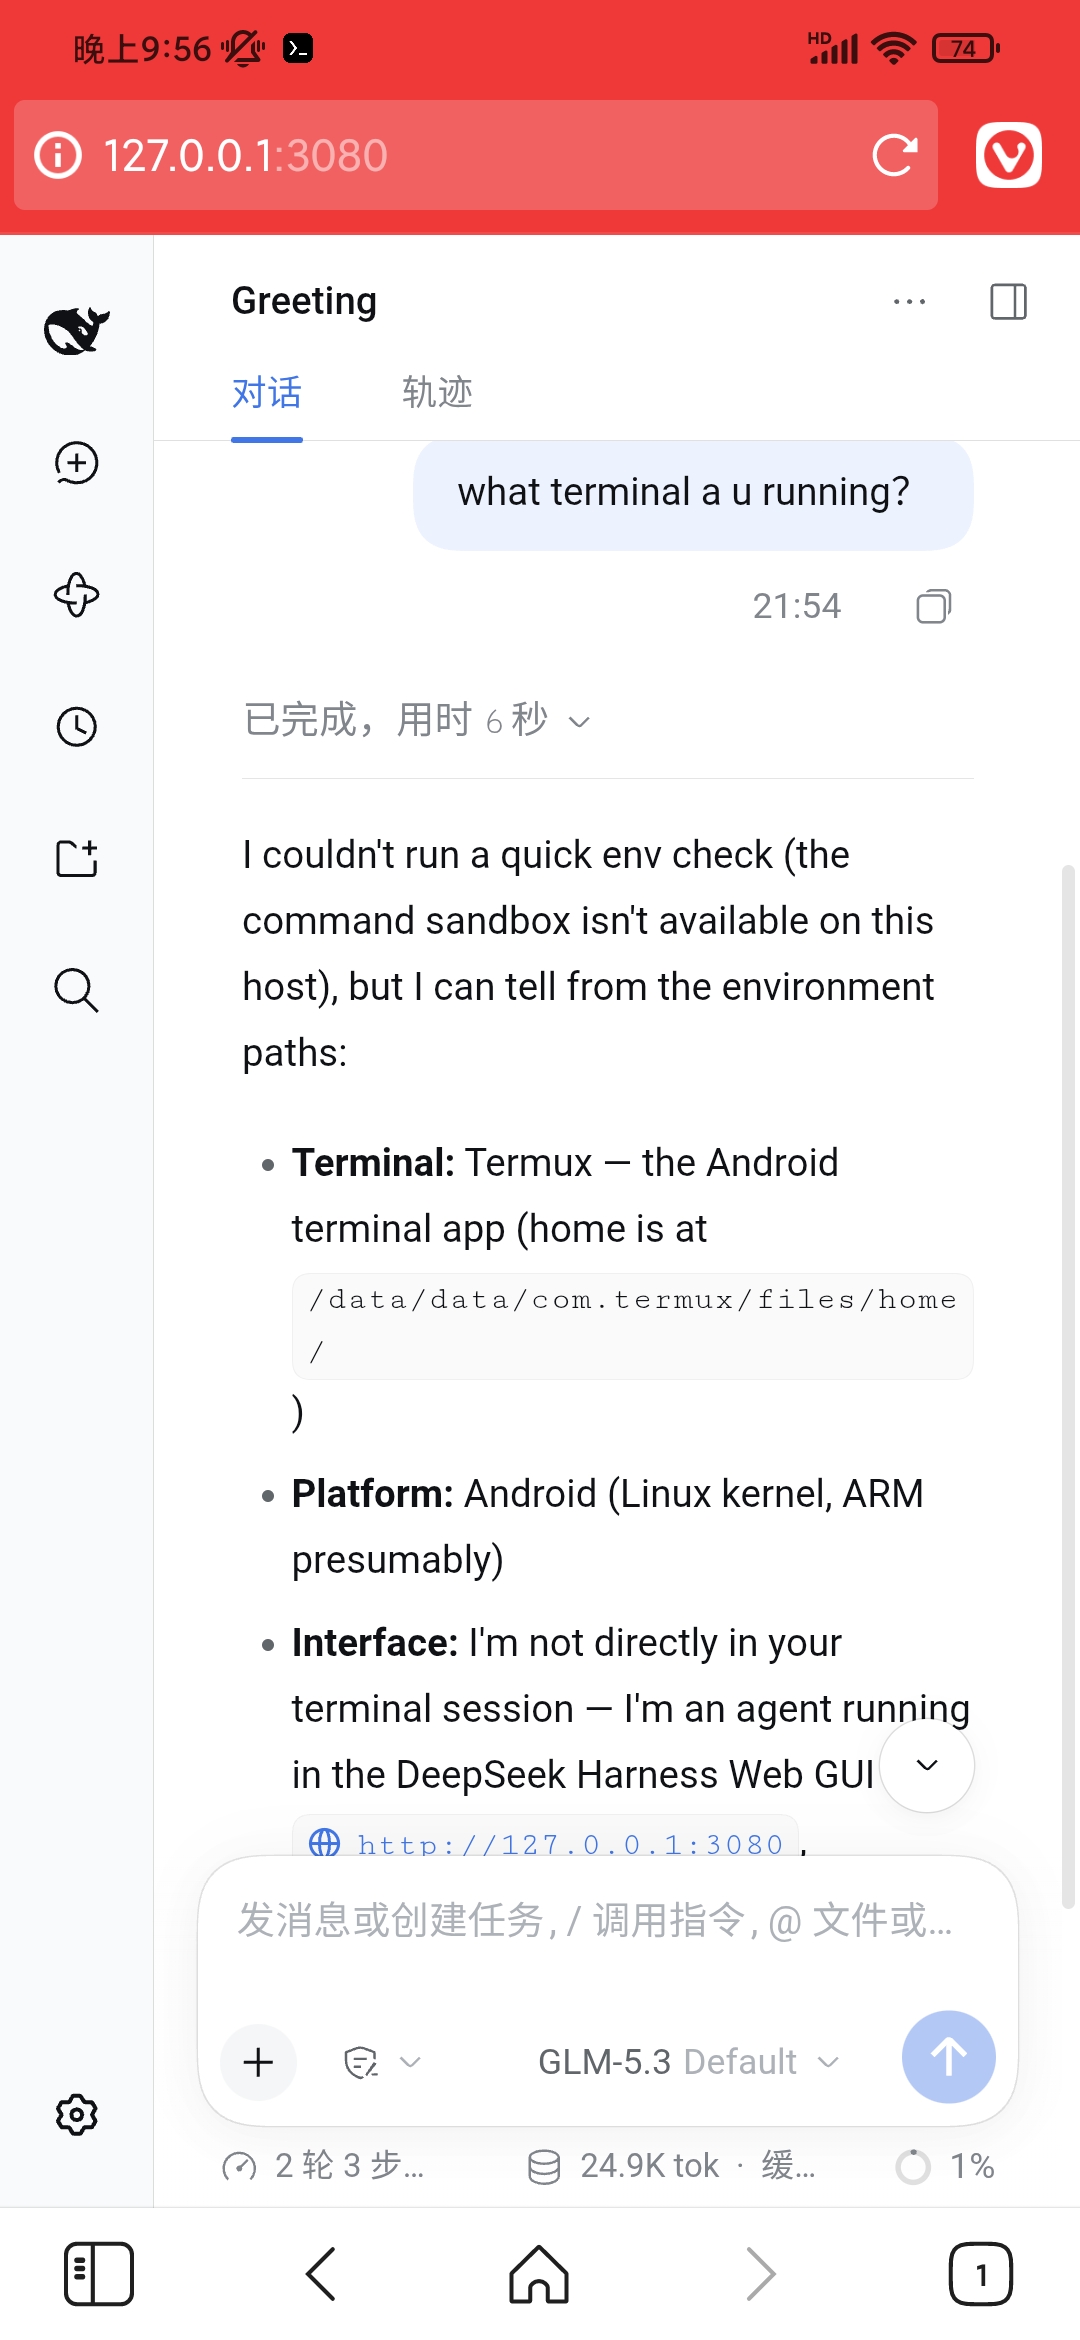 晚上9:56
HD
74
127.0.0.1:3080
Greeting
对话 轨迹
what terminal a u running?
21:54
已完成，用时 6 秒
I couldn't run a quick env check (the
command sandbox isn't available on this
host), but I can tell from the environment
paths:
• Terminal: Termux — the Android
terminal app (home is at
/data/data/com.termux/files/home
/
)
• Platform: Android (Linux kernel, ARM
presumably)
• Interface: I'm not directly in your
terminal session — I'm an agent running
in the DeepSeek Harness Web GUI
http://127.0.0.1:3080 ,
发消息或创建任务, / 调用指令, @ 文件或...
GLM-5.3 Default
2 轮 3 步... 24.9K tok · 缓... 1%
1